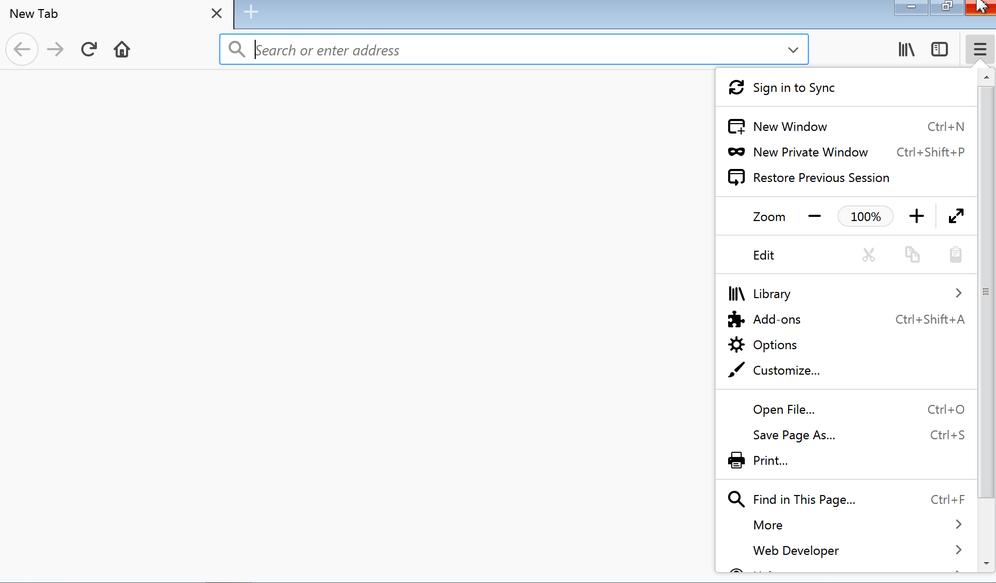 New Tab
Search or enter address
Sign in to Sync
New Window Ctrl+N
New Private Window Ctrl+Shift+P
Restore Previous Session
Zoom 100%
Edit
Library
Add-ons Ctrl+Shift+A
Options
Customize...
Open File... Ctrl+O
Save Page As... Ctrl+S
Print...
Find in This Page... Ctrl+F
More
Web Developer